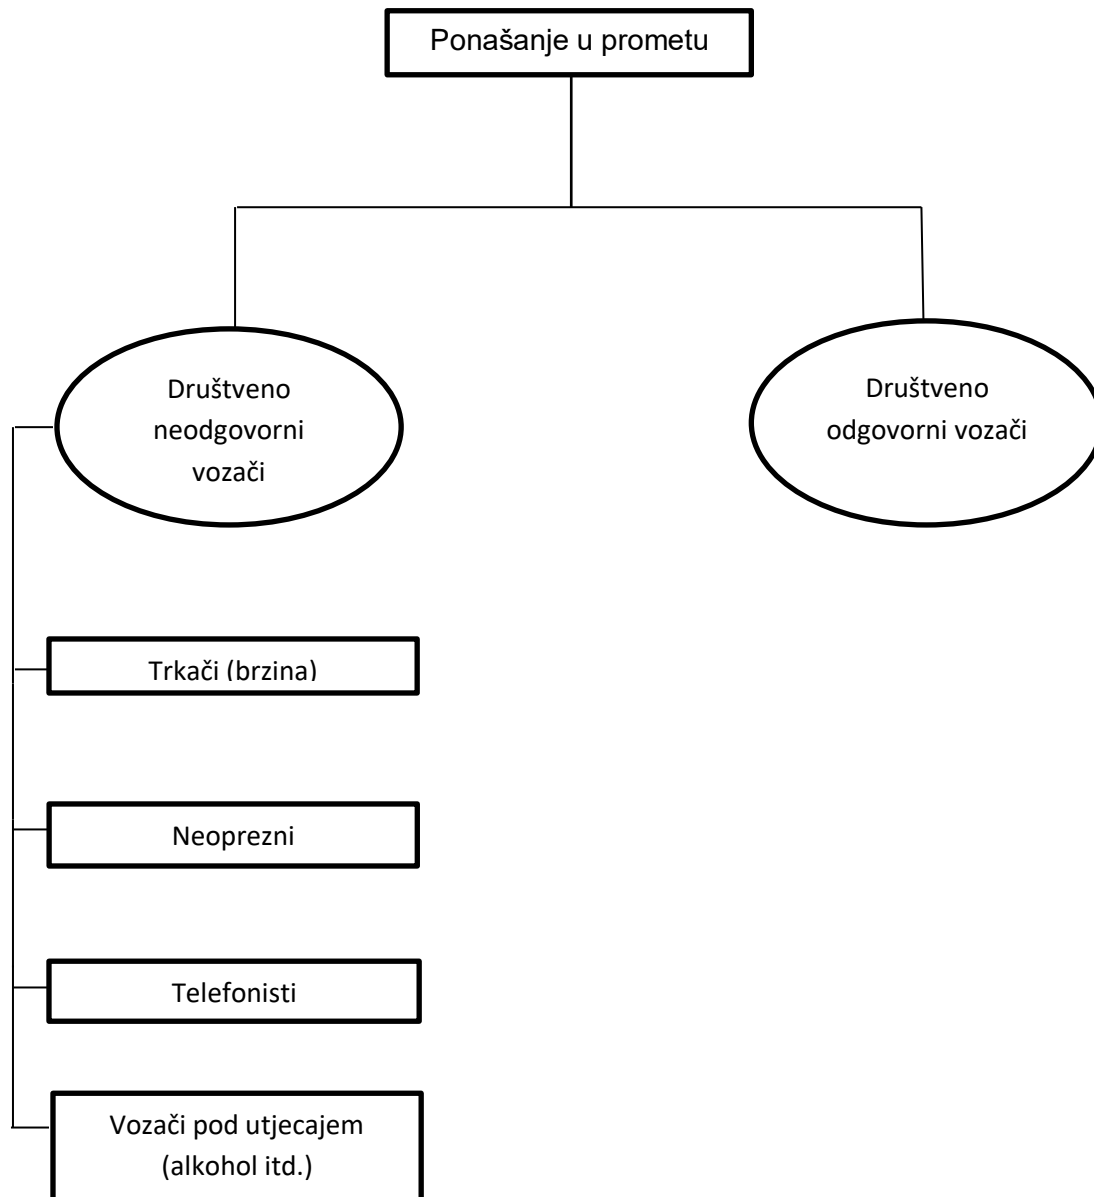 Ponašanje u prometu
Društveno
neodgovorni
vozači
Društveno
odgovorni vozači
Trkači (brzina)
Neoprezni
Telefonisti
Vozači pod utjecajem
(alkohol itd.)